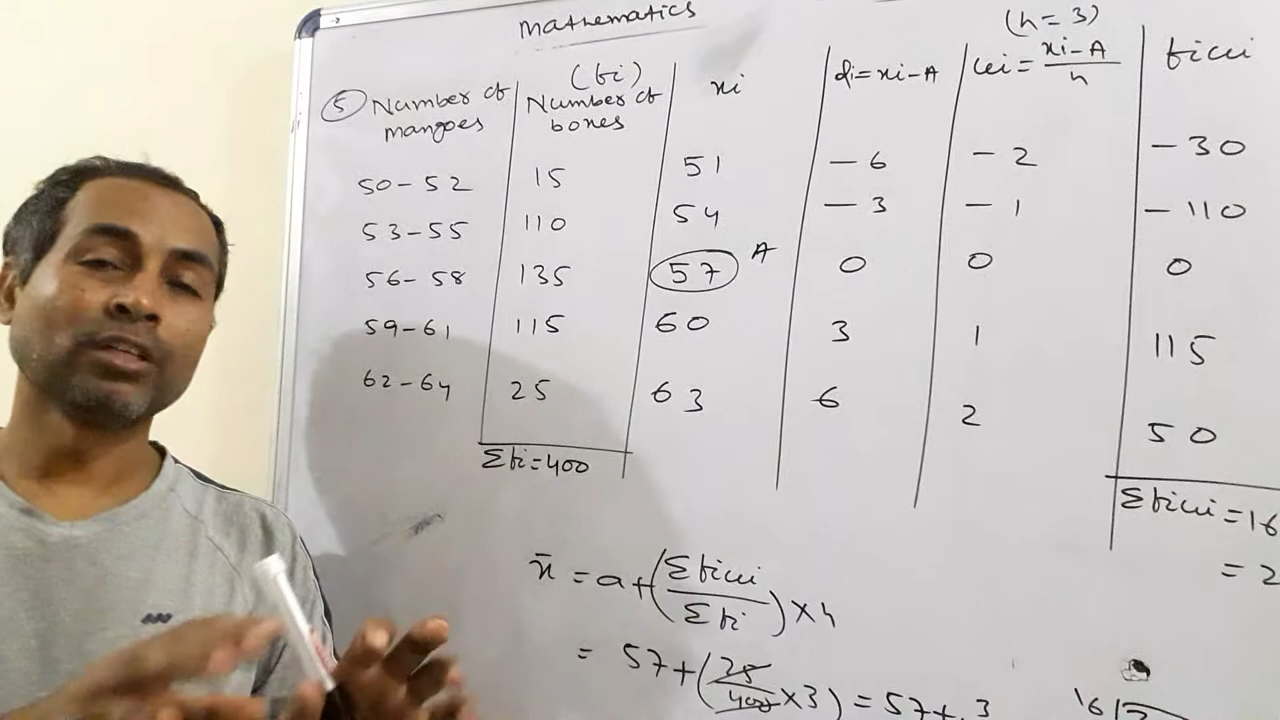 Mathematics
(h = 3)
(fi)
⑤ Number of mangoes | Number of boxes | xi | di = xi - A | ui = xi - A / h | fiui
50 - 52 | 15 | 51 | - 6 | - 2 | - 30
53 - 55 | 110 | 54 | - 3 | - 1 | - 110
56 - 58 | 135 | 57 A | 0 | 0 | 0
59 - 61 | 115 | 60 | 3 | 1 | 115
62 - 64 | 25 | 63 | 6 | 2 | 50
Σfi = 400
Σfiui = 16
= 2
x̄ = a + (Σfiui / Σfi) × h
= 57 + (25 / 400 × 3) = 57 + 3